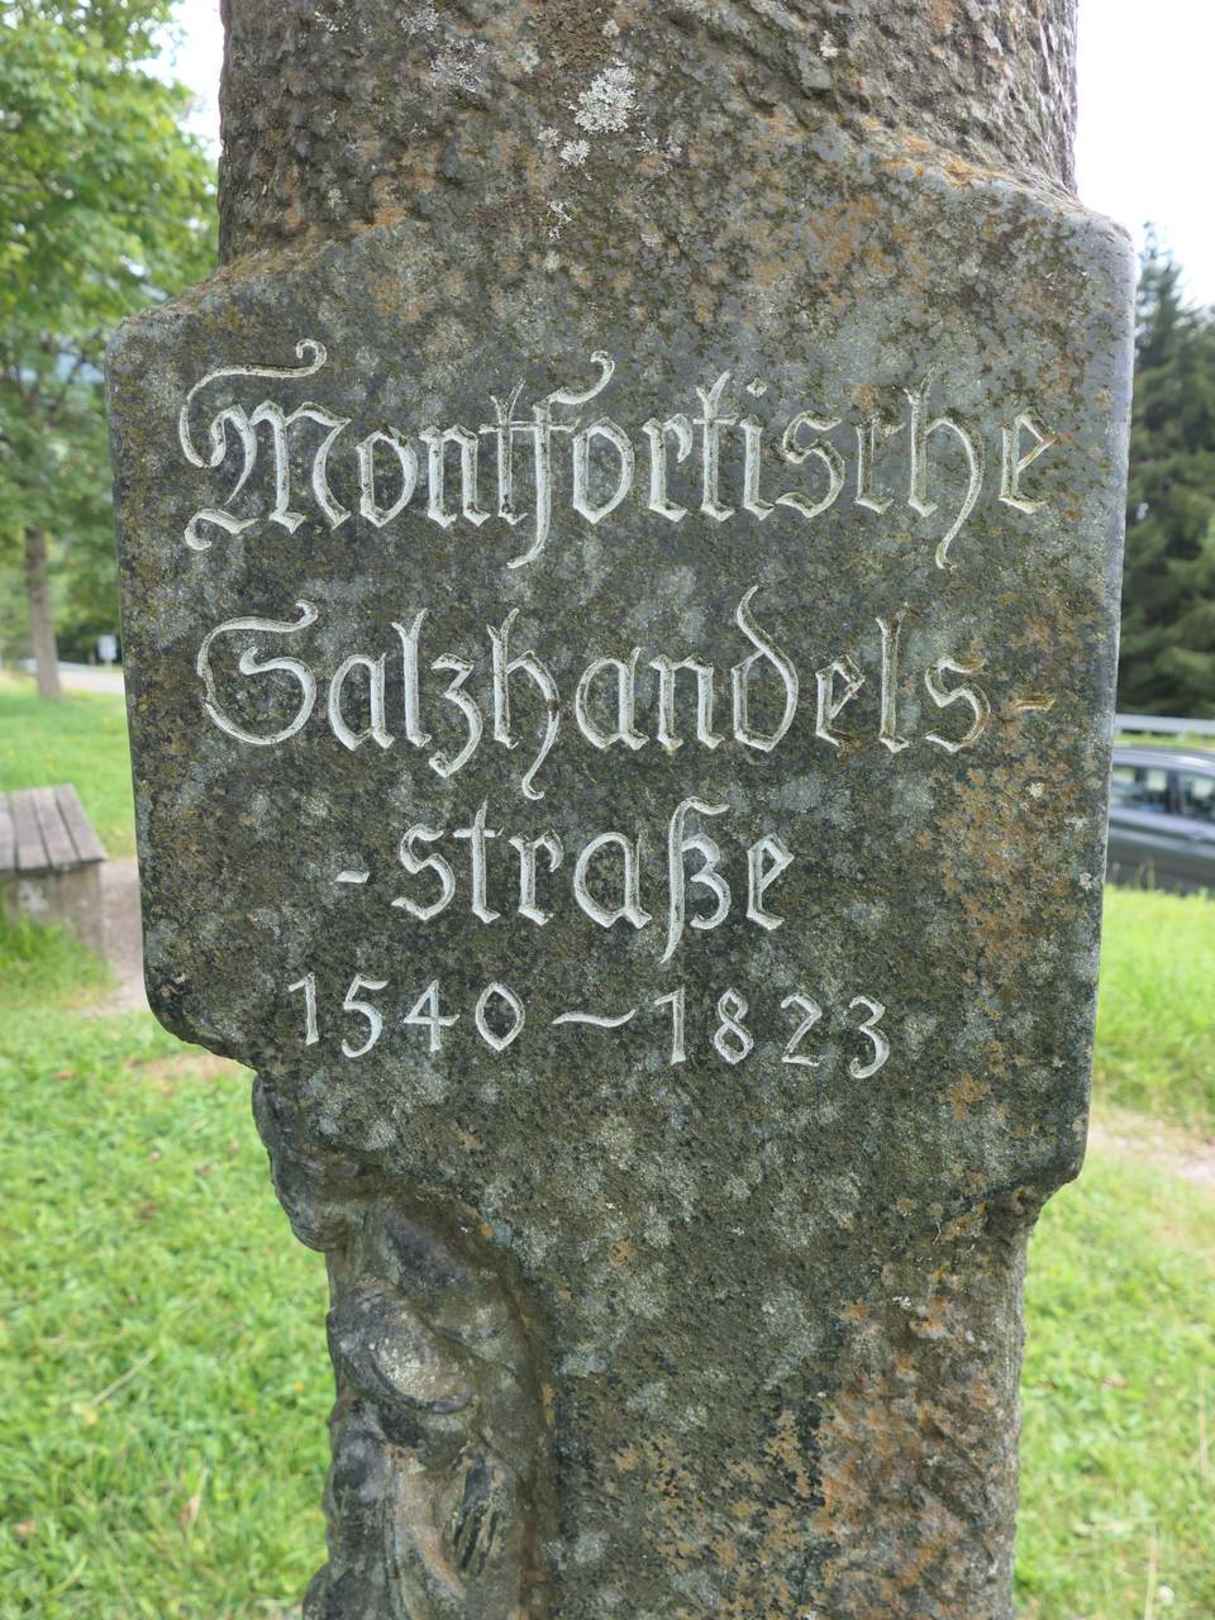 Montfortische
Salzhandels-
-straße
1540~1823